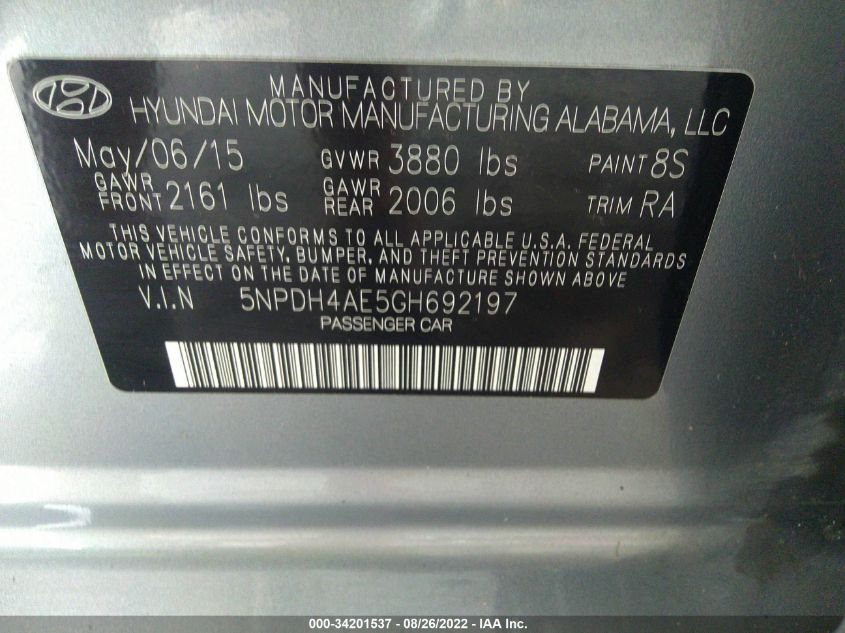 MANUFACTURED BY
HYUNDAI MOTOR MANUFACTURING ALABAMA, LLC
May/06/15 GVWR 3880 lbs PAINT 8S
GAWR FRONT 2161 lbs GAWR REAR 2006 lbs TRIM RA
THIS VEHICLE CONFORMS TO ALL APPLICABLE U.S.A. FEDERAL
MOTOR VEHICLE SAFETY, BUMPER, AND THEFT PREVENTION STANDARDS
IN EFFECT ON THE DATE OF MANUFACTURE SHOWN ABOVE
V.I.N 5NPDH4AE5GH692197
PASSENGER CAR
000-34201537 - 08/26/2022 - IAA Inc.